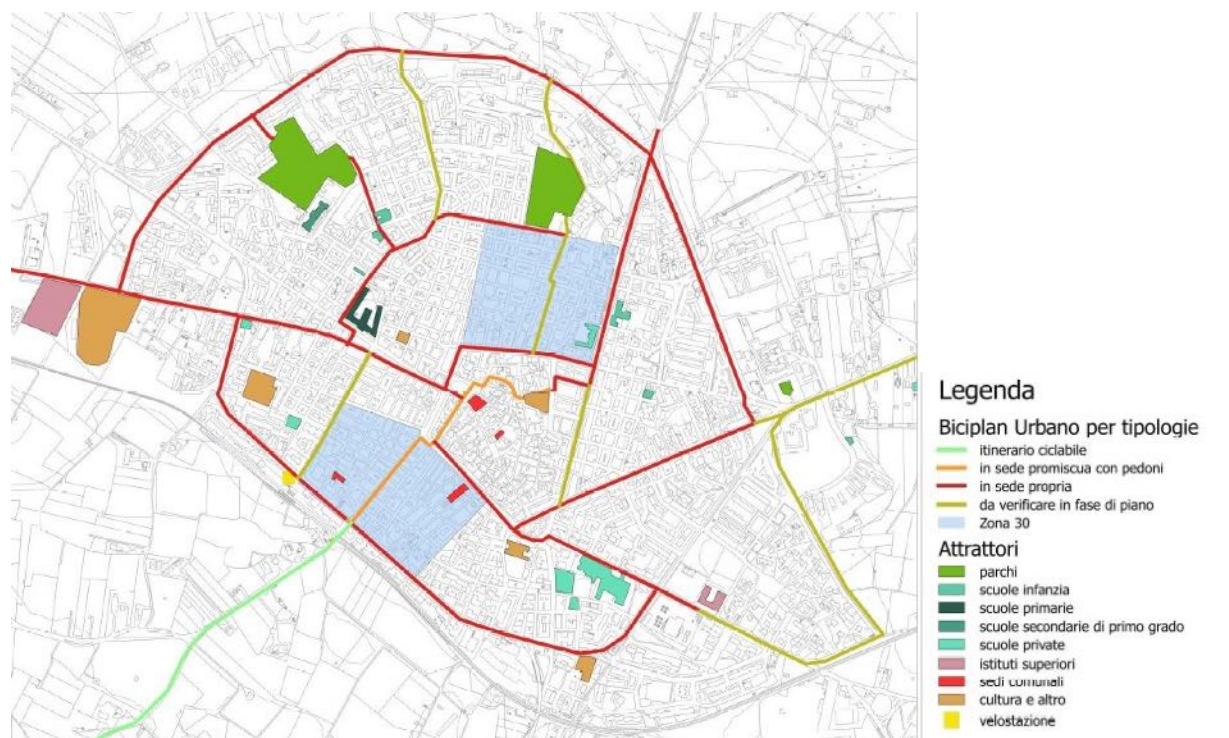 Legenda
Biciplan Urbano per tipologie
itinerario ciclabile
in sede promiscua con pedoni
in sede propria
da verificare in fase di piano
Zona 30
Attrattori
parchi
scuole infanzia
scuole primarie
scuole secondarie di primo grado
scuole private
istituti superiori
sedi comunali
cultura e altro
velostazione